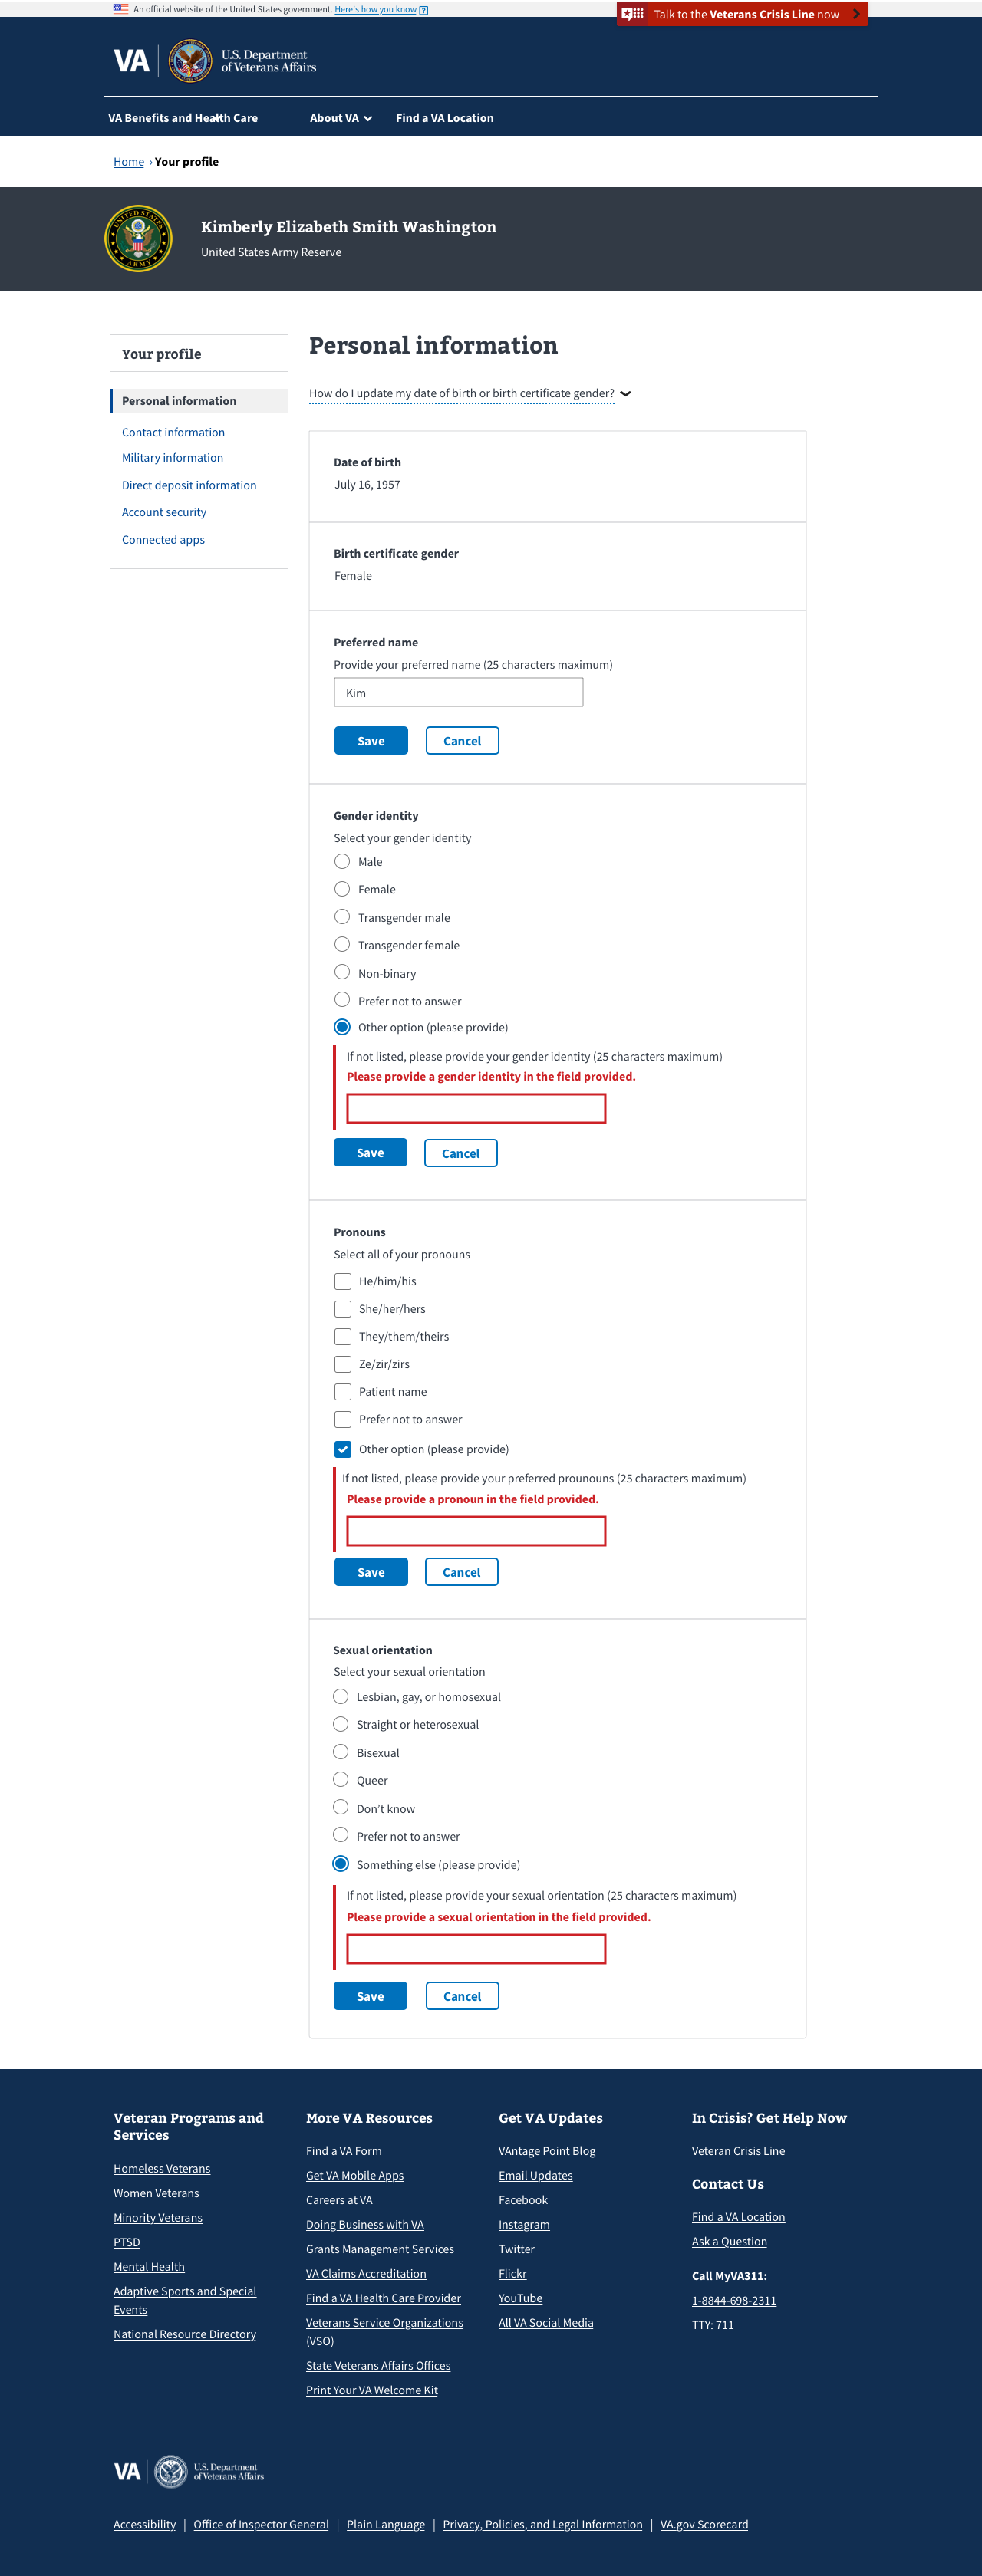 An official website of the United States government. Here's how you know ?
Talk to the Veterans Crisis Line now
VA U.S. Department
of Veterans Affairs
VA Benefits and Health Care About VA Find a VA Location
Home › Your profile
UNITED STATES
ARMY
Kimberly Elizabeth Smith Washington
United States Army Reserve
Your profile
Personal information
Contact information
Military information
Direct deposit information
Account security
Connected apps
Personal information
How do I update my date of birth or birth certificate gender?
Date of birth
July 16, 1957
Birth certificate gender
Female
Preferred name
Provide your preferred name (25 characters maximum)
Kim
Save Cancel
Gender identity
Select your gender identity
Male
Female
Transgender male
Transgender female
Non-binary
Prefer not to answer
Other option (please provide)
If not listed, please provide your gender identity (25 characters maximum)
Please provide a gender identity in the field provided.
Save Cancel
Pronouns
Select all of your pronouns
He/him/his
She/her/hers
They/them/theirs
Ze/zir/zirs
Patient name
Prefer not to answer
Other option (please provide)
If not listed, please provide your preferred prounouns (25 characters maximum)
Please provide a pronoun in the field provided.
Save Cancel
Sexual orientation
Select your sexual orientation
Lesbian, gay, or homosexual
Straight or heterosexual
Bisexual
Queer
Don't know
Prefer not to answer
Something else (please provide)
If not listed, please provide your sexual orientation (25 characters maximum)
Please provide a sexual orientation in the field provided.
Save Cancel
Veteran Programs and
Services
Homeless Veterans
Women Veterans
Minority Veterans
PTSD
Mental Health
Adaptive Sports and Special
Events
National Resource Directory
More VA Resources
Find a VA Form
Get VA Mobile Apps
Careers at VA
Doing Business with VA
Grants Management Services
VA Claims Accreditation
Find a VA Health Care Provider
Veterans Service Organizations
(VSO)
State Veterans Affairs Offices
Print Your VA Welcome Kit
Get VA Updates
VAntage Point Blog
Email Updates
Facebook
Instagram
Twitter
Flickr
YouTube
All VA Social Media
In Crisis? Get Help Now
Veteran Crisis Line
Contact Us
Find a VA Location
Ask a Question
Call MyVA311:
1-8844-698-2311
TTY: 711
VA U.S. Department
of Veterans Affairs
Accessibility | Office of Inspector General | Plain Language | Privacy, Policies, and Legal Information | VA.gov Scorecard